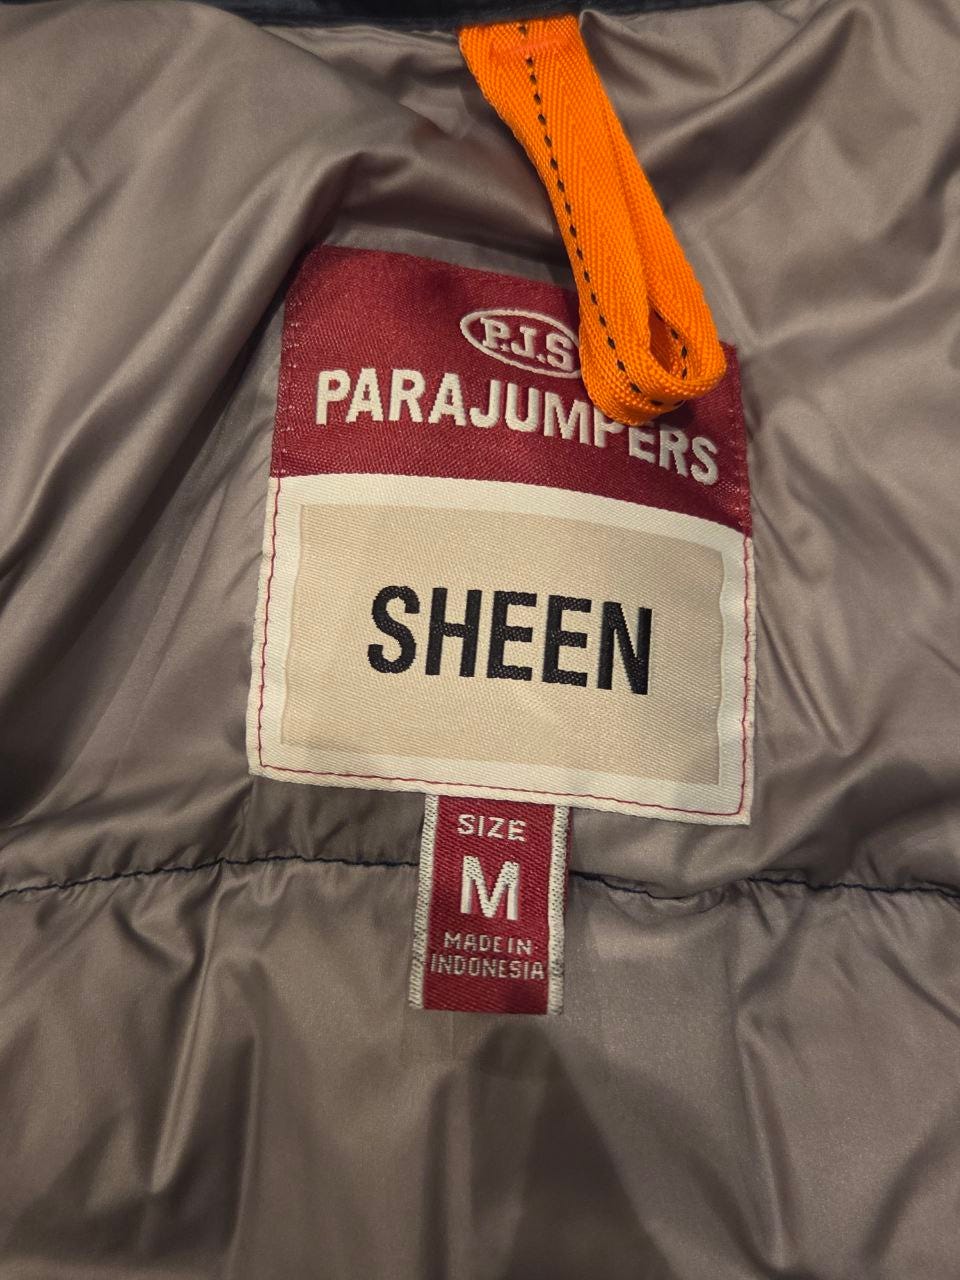 P.J.S
PARAJUMPERS
SHEEN
SIZE
M
MADE IN
INDONESIA